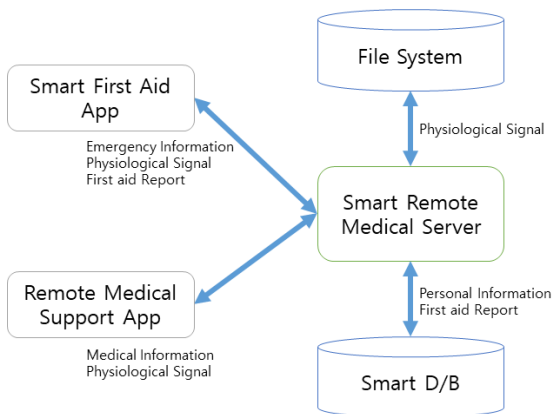 File System
Smart First Aid
App
Emergency Information
Physiological Signal
First aid Report
Physiological Signal
Smart Remote
Medical Server
Remote Medical
Support App
Medical Information
Physiological Signal
Personal Information
First aid Report
Smart D/B